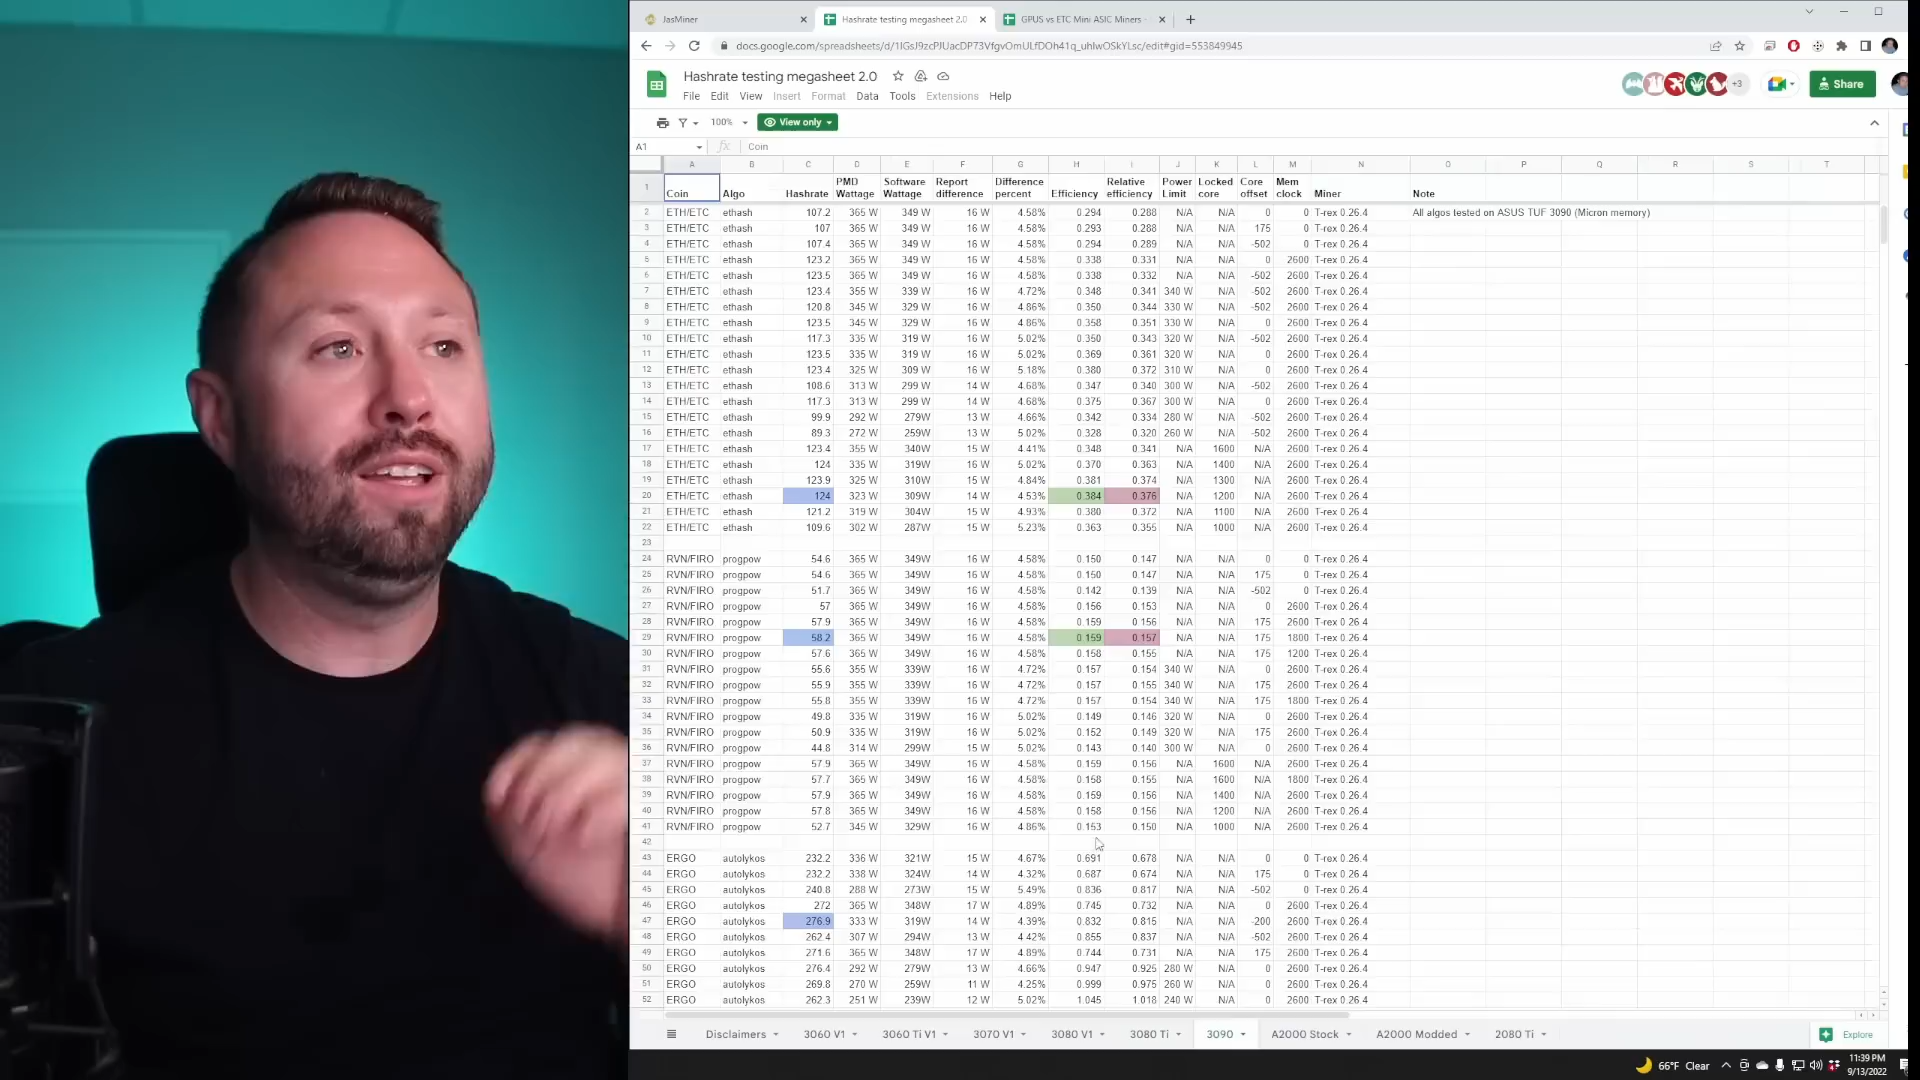 JasMiner
Hashrate testing megasheet 2.0
GPUS vs ETC Mini ASIC Miners
docs.google.com/spreadsheets/d/1IGsJ9zcPJUacDP73VfgvOmULfDOh41q_uhIwOSkYLsc/edit#gid=553849945
Hashrate testing megasheet 2.0
File Edit View Insert Format Data Tools Extensions Help
+3
Share
100%
View only
A1
fx Coin
A B C D E F G H I J K L M N O P Q R S T
1 Coin Algo Hashrate PMD Wattage Software Wattage Report difference Difference percent Efficiency Relative efficiency Power Limit Locked core Core offset Mem clock Miner Note
2 ETH/ETC ethash 107.2 365 W 349 W 16 W 4.58% 0.294 0.288 N/A N/A 0 0 T-rex 0.26.4 All algos tested on ASUS TUF 3090 (Micron memory)
3 ETH/ETC ethash 107 365 W 349 W 16 W 4.58% 0.293 0.288 N/A N/A 175 0 T-rex 0.26.4
4 ETH/ETC ethash 107.4 365 W 349 W 16 W 4.58% 0.294 0.289 N/A N/A -502 0 T-rex 0.26.4
5 ETH/ETC ethash 123.2 365 W 349 W 16 W 4.58% 0.338 0.331 N/A N/A 0 2600 T-rex 0.26.4
6 ETH/ETC ethash 123.5 365 W 349 W 16 W 4.58% 0.338 0.332 N/A N/A -502 2600 T-rex 0.26.4
7 ETH/ETC ethash 123.4 355 W 339 W 16 W 4.72% 0.348 0.341 340 W N/A -502 2600 T-rex 0.26.4
8 ETH/ETC ethash 120.8 345 W 329 W 16 W 4.86% 0.350 0.344 330 W N/A -502 2600 T-rex 0.26.4
9 ETH/ETC ethash 123.5 345 W 329 W 16 W 4.86% 0.358 0.351 330 W N/A 0 2600 T-rex 0.26.4
10 ETH/ETC ethash 117.3 335 W 319 W 16 W 5.02% 0.350 0.343 320 W N/A -502 2600 T-rex 0.26.4
11 ETH/ETC ethash 123.5 335 W 319 W 16 W 5.02% 0.369 0.361 320 W N/A 0 2600 T-rex 0.26.4
12 ETH/ETC ethash 123.4 325 W 309 W 16 W 5.18% 0.380 0.372 310 W N/A 0 2600 T-rex 0.26.4
13 ETH/ETC ethash 108.6 313 W 299 W 14 W 4.68% 0.347 0.340 300 W N/A -502 2600 T-rex 0.26.4
14 ETH/ETC ethash 117.3 313 W 299 W 14 W 4.68% 0.375 0.367 300 W N/A 0 2600 T-rex 0.26.4
15 ETH/ETC ethash 99.9 292 W 279W 13 W 4.66% 0.342 0.334 280 W N/A -502 2600 T-rex 0.26.4
16 ETH/ETC ethash 89.3 272 W 259W 13 W 5.02% 0.328 0.320 260 W N/A -502 2600 T-rex 0.26.4
17 ETH/ETC ethash 123.4 355 W 340W 15 W 4.41% 0.348 0.341 N/A 1600 N/A 2600 T-rex 0.26.4
18 ETH/ETC ethash 124 335 W 319W 16 W 5.02% 0.370 0.363 N/A 1400 N/A 2600 T-rex 0.26.4
19 ETH/ETC ethash 123.9 325 W 310W 15 W 4.84% 0.381 0.374 N/A 1300 N/A 2600 T-rex 0.26.4
20 ETH/ETC ethash 124 323 W 309W 14 W 4.53% 0.384 0.376 N/A 1200 N/A 2600 T-rex 0.26.4
21 ETH/ETC ethash 121.2 319 W 304W 15 W 4.93% 0.380 0.372 N/A 1100 N/A 2600 T-rex 0.26.4
22 ETH/ETC ethash 109.6 302 W 287W 15 W 5.23% 0.363 0.355 N/A 1000 N/A 2600 T-rex 0.26.4
23
24 RVN/FIRO progpow 54.6 365 W 349W 16 W 4.58% 0.150 0.147 N/A N/A 0 0 T-rex 0.26.4
25 RVN/FIRO progpow 54.6 365 W 349W 16 W 4.58% 0.150 0.147 N/A N/A 175 0 T-rex 0.26.4
26 RVN/FIRO progpow 51.7 365 W 349W 16 W 4.58% 0.142 0.139 N/A N/A -502 0 T-rex 0.26.4
27 RVN/FIRO progpow 57 365 W 349W 16 W 4.58% 0.156 0.153 N/A N/A 0 2600 T-rex 0.26.4
28 RVN/FIRO progpow 57.9 365 W 349W 16 W 4.58% 0.159 0.156 N/A N/A 175 2600 T-rex 0.26.4
29 RVN/FIRO progpow 58.2 365 W 349W 16 W 4.58% 0.159 0.157 N/A N/A 175 1800 T-rex 0.26.4
30 RVN/FIRO progpow 57.6 365 W 349W 16 W 4.58% 0.158 0.155 N/A N/A 175 1200 T-rex 0.26.4
31 RVN/FIRO progpow 55.6 355 W 339W 16 W 4.72% 0.157 0.154 340 W N/A 0 2600 T-rex 0.26.4
32 RVN/FIRO progpow 55.9 355 W 339W 16 W 4.72% 0.157 0.155 340 W N/A 175 2600 T-rex 0.26.4
33 RVN/FIRO progpow 55.8 355 W 339W 16 W 4.72% 0.157 0.154 340 W N/A 175 1800 T-rex 0.26.4
34 RVN/FIRO progpow 49.8 335 W 319W 16 W 5.02% 0.149 0.146 320 W N/A 0 2600 T-rex 0.26.4
35 RVN/FIRO progpow 50.9 335 W 319W 16 W 5.02% 0.152 0.149 320 W N/A 175 2600 T-rex 0.26.4
36 RVN/FIRO progpow 44.8 314 W 299W 15 W 5.02% 0.143 0.140 300 W N/A 0 2600 T-rex 0.26.4
37 RVN/FIRO progpow 57.9 365 W 349W 16 W 4.58% 0.159 0.156 N/A 1600 N/A 2600 T-rex 0.26.4
38 RVN/FIRO progpow 57.7 365 W 349W 16 W 4.58% 0.158 0.155 N/A 1600 N/A 1800 T-rex 0.26.4
39 RVN/FIRO progpow 57.9 365 W 349W 16 W 4.58% 0.159 0.156 N/A 1400 N/A 2600 T-rex 0.26.4
40 RVN/FIRO progpow 57.8 365 W 349W 16 W 4.58% 0.158 0.156 N/A 1200 N/A 2600 T-rex 0.26.4
41 RVN/FIRO progpow 52.7 345 W 329W 16 W 4.86% 0.153 0.150 N/A 1000 N/A 2600 T-rex 0.26.4
42
43 ERGO autolykos 232.2 336 W 321W 15 W 4.67% 0.691 0.678 N/A N/A 0 0 T-rex 0.26.4
44 ERGO autolykos 232.2 338 W 324W 14 W 4.32% 0.687 0.674 N/A N/A 175 0 T-rex 0.26.4
45 ERGO autolykos 240.8 288 W 273W 15 W 5.49% 0.836 0.817 N/A N/A -502 0 T-rex 0.26.4
46 ERGO autolykos 272 365 W 348W 17 W 4.89% 0.745 0.732 N/A N/A 0 2600 T-rex 0.26.4
47 ERGO autolykos 276.9 333 W 319W 14 W 4.39% 0.832 0.815 N/A N/A -200 2600 T-rex 0.26.4
48 ERGO autolykos 262.4 307 W 294W 13 W 4.42% 0.855 0.837 N/A N/A -502 2600 T-rex 0.26.4
49 ERGO autolykos 271.6 365 W 348W 17 W 4.89% 0.744 0.731 N/A N/A 175 2600 T-rex 0.26.4
50 ERGO autolykos 276.4 292 W 279W 13 W 4.66% 0.947 0.925 280 W N/A 0 2600 T-rex 0.26.4
51 ERGO autolykos 269.8 270 W 259W 11 W 4.25% 0.999 0.975 260 W N/A 0 2600 T-rex 0.26.4
52 ERGO autolykos 262.3 251 W 239W 12 W 5.02% 1.045 1.018 240 W N/A 0 2600 T-rex 0.26.4
Disclaimers 3060 V1 3060 Ti V1 3070 V1 3080 V1 3080 Ti 3090 A2000 Stock A2000 Modded 2080 Ti Explore
66°F Clear
11:39 PM
9/13/2022